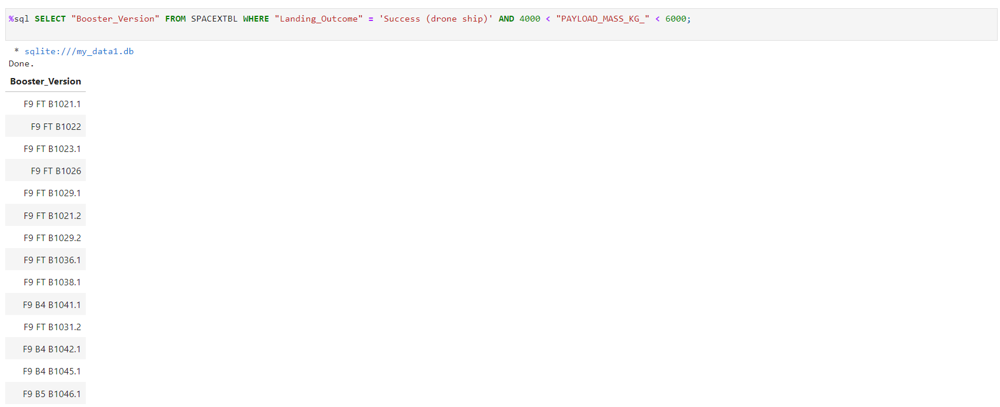 %sql SELECT "Booster_Version" FROM SPACEXTBL WHERE "Landing_Outcome" = 'Success (drone ship)' AND 4000 < "PAYLOAD_MASS_KG_" < 6000;
* sqlite:///my_data1.db
Done.
Booster_Version
F9 FT B1021.1
F9 FT B1022
F9 FT B1023.1
F9 FT B1026
F9 FT B1029.1
F9 FT B1021.2
F9 FT B1029.2
F9 FT B1036.1
F9 FT B1038.1
F9 B4 B1041.1
F9 FT B1031.2
F9 B4 B1042.1
F9 B4 B1045.1
F9 B5 B1046.1